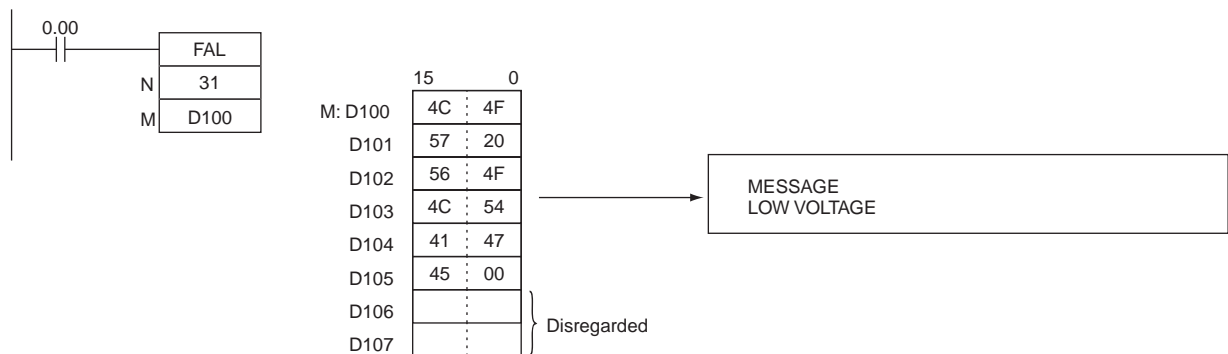 0.00
FAL
N 31
M D100
15 0
M: D100 4C 4F
D101 57 20
D102 56 4F
D103 4C 54
D104 41 47
D105 45 00
D106
D107
Disregarded
MESSAGE
LOW VOLTAGE